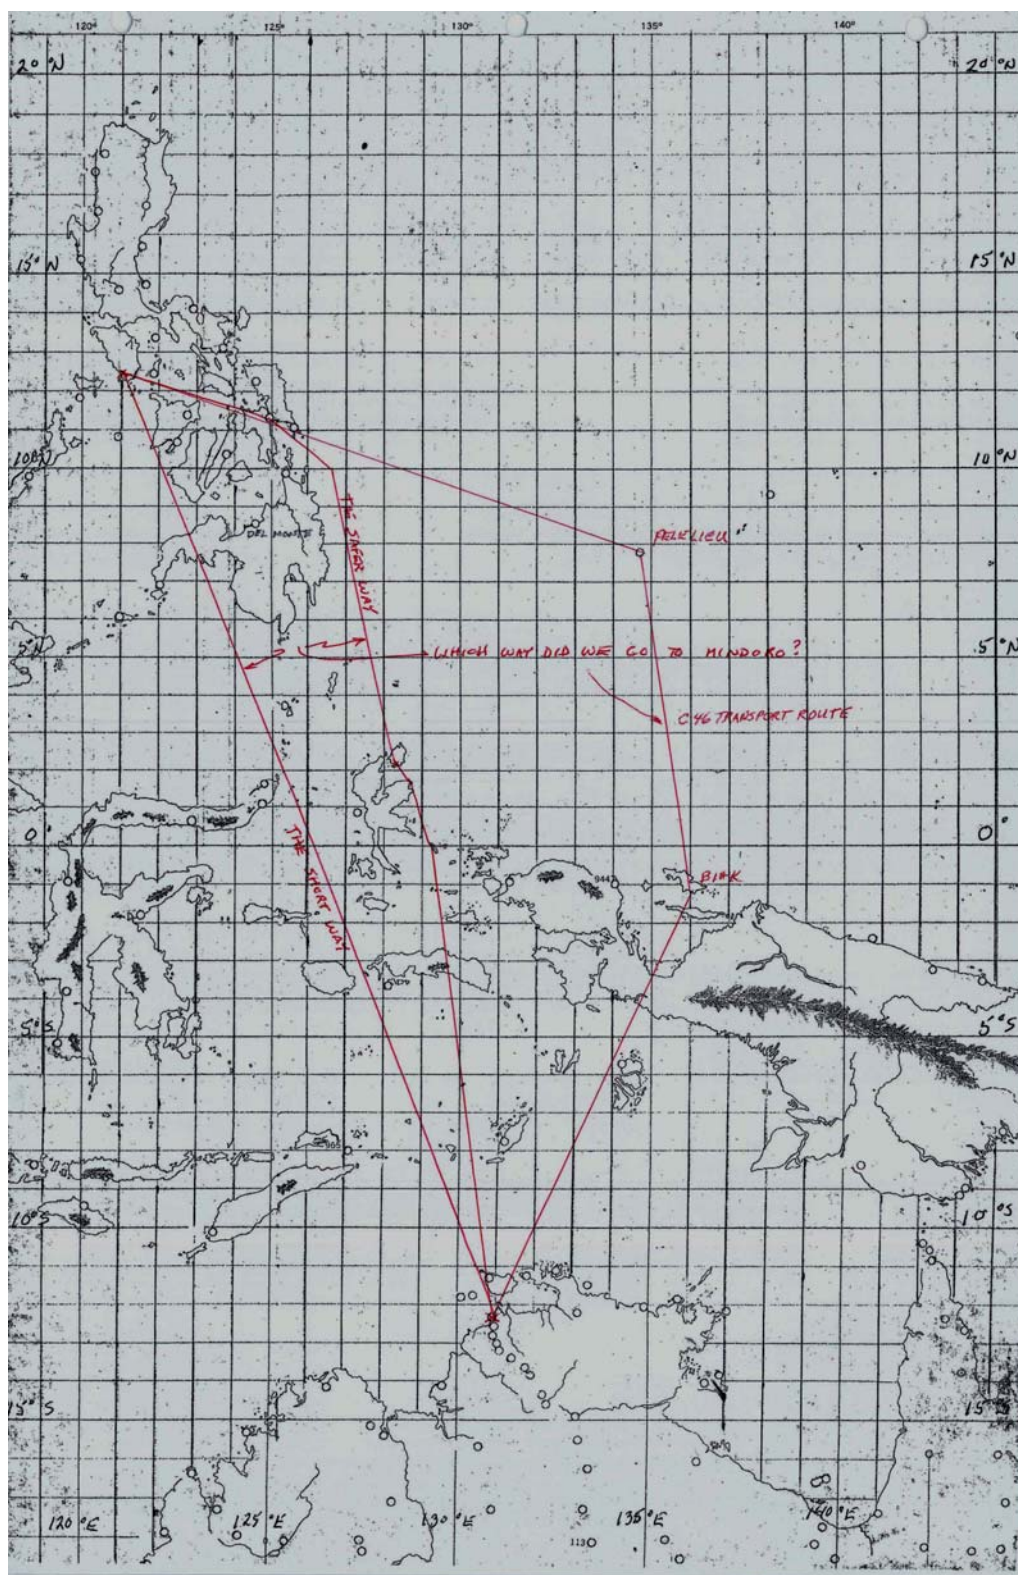 120° 125° 130° 135° 140°
20°N 20°N
15°N 15°N
10°N 10°N
DEL MONTE
THE SAFER WAY
PELELIEU
5°N 5°N
WHICH WAY DID WE GO TO MINDORO?
C46 TRANSPORT ROUTE
0° 0°
THE SHORT WAY
9442
BIAK
5°S 5°S
10°S 10°S
15°S 15°S
120°E 125°E 130°E 135°E 140°E
113